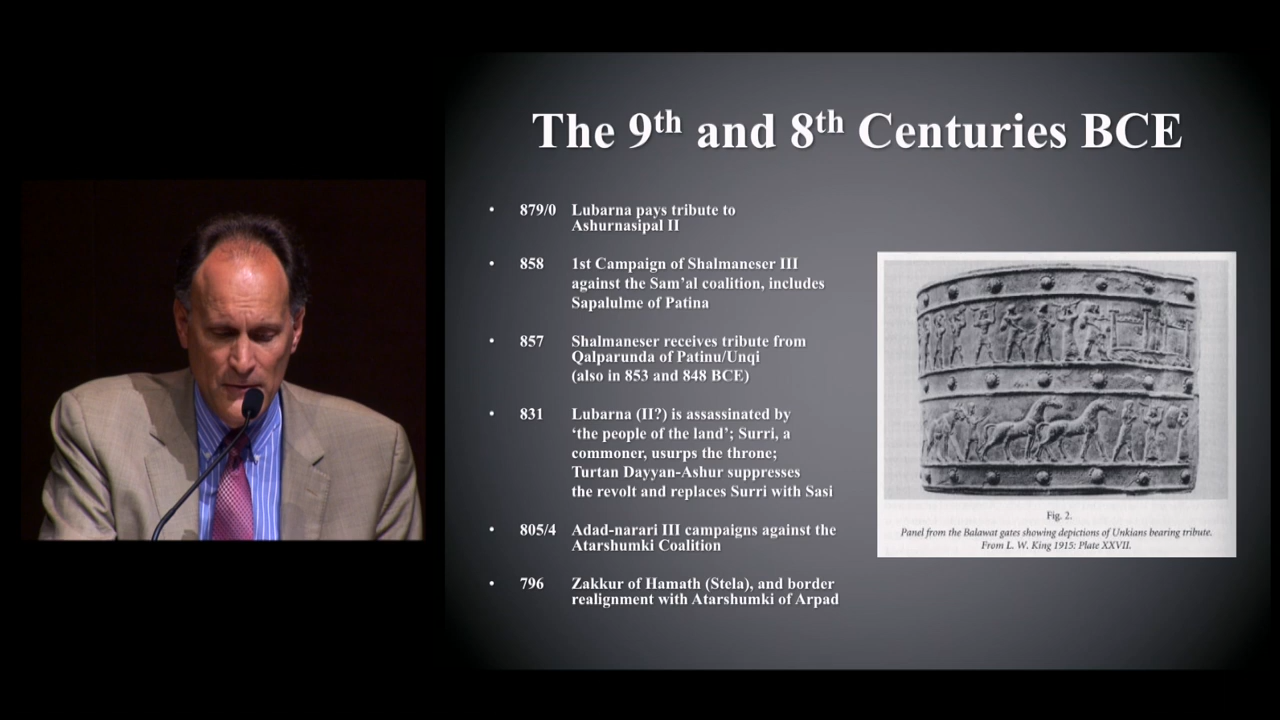 The 9th and 8th Centuries BCE
• 879/0 Lubarna pays tribute to
Ashurnasipal II
• 858 1st Campaign of Shalmaneser III
against the Sam’al coalition, includes
Sapalulme of Patina
• 857 Shalmaneser receives tribute from
Qalparunda of Patinu/Unqi
(also in 853 and 848 BCE)
• 831 Lubarna (II?) is assassinated by
‘the people of the land’; Surri, a
commoner, usurps the throne;
Turtan Dayyan-Ashur suppresses
the revolt and replaces Surri with Sasi
• 805/4 Adad-narari III campaigns against the
Atarshumki Coalition
• 796 Zakkur of Hamath (Stela), and border
realignment with Atarshumki of Arpad
Fig. 2.
Panel from the Balawat gates showing depictions of Unkians bearing tribute.
From L. W. King 1915: Plate XXVII.